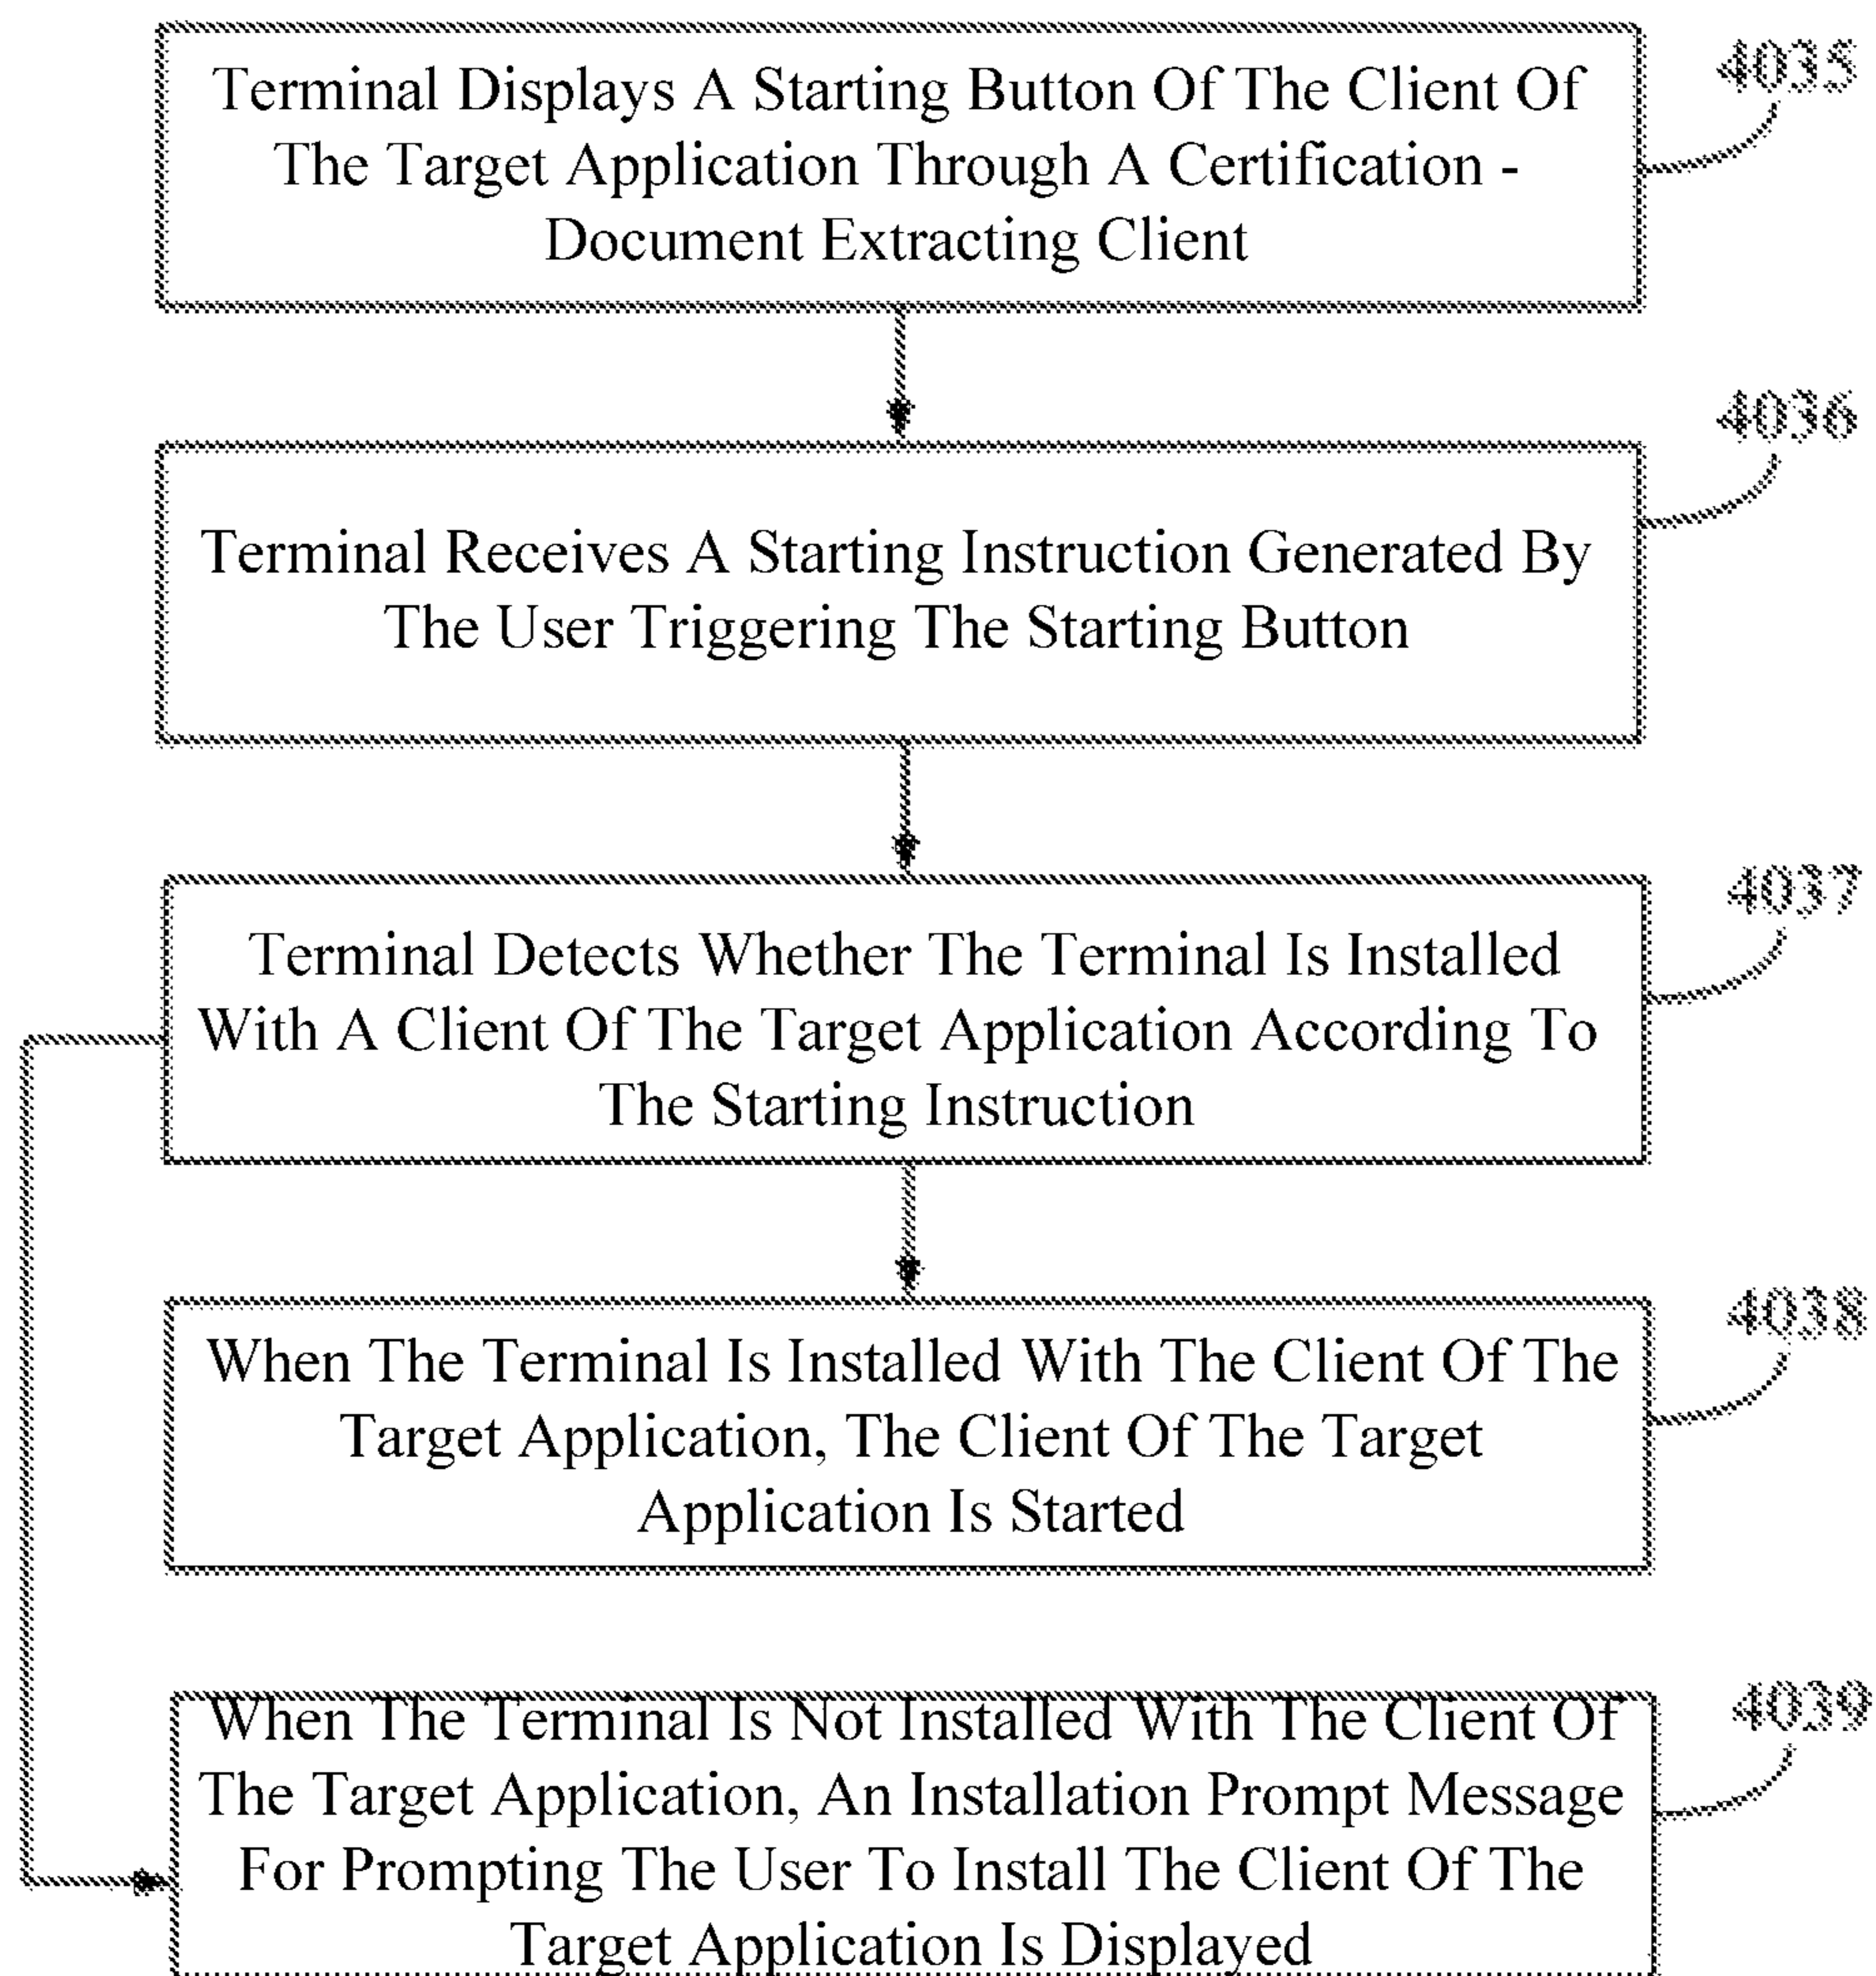 4035
Terminal Displays A Starting Button Of The Client Of
The Target Application Through A Certification -
Document Extracting Client
4036
Terminal Receives A Starting Instruction Generated By
The User Triggering The Starting Button
4037
Terminal Detects Whether The Terminal Is Installed
With A Client Of The Target Application According To
The Starting Instruction
4038
When The Terminal Is Installed With The Client Of The
Target Application, The Client Of The Target
Application Is Started
4039
When The Terminal Is Not Installed With The Client Of
The Target Application, An Installation Prompt Message
For Prompting The User To Install The Client Of The
Target Application Is Displayed